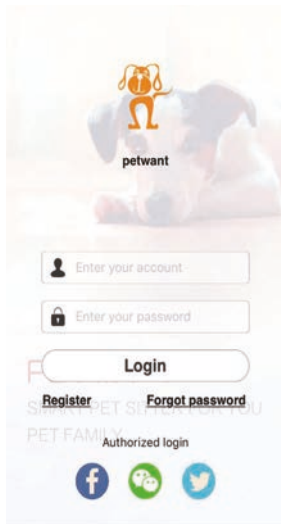 petwant
Enter your account
Enter your password
Login
Register Forgot password
SMART PET SITTER FOR YOU
PET FAMILY
Authorized login